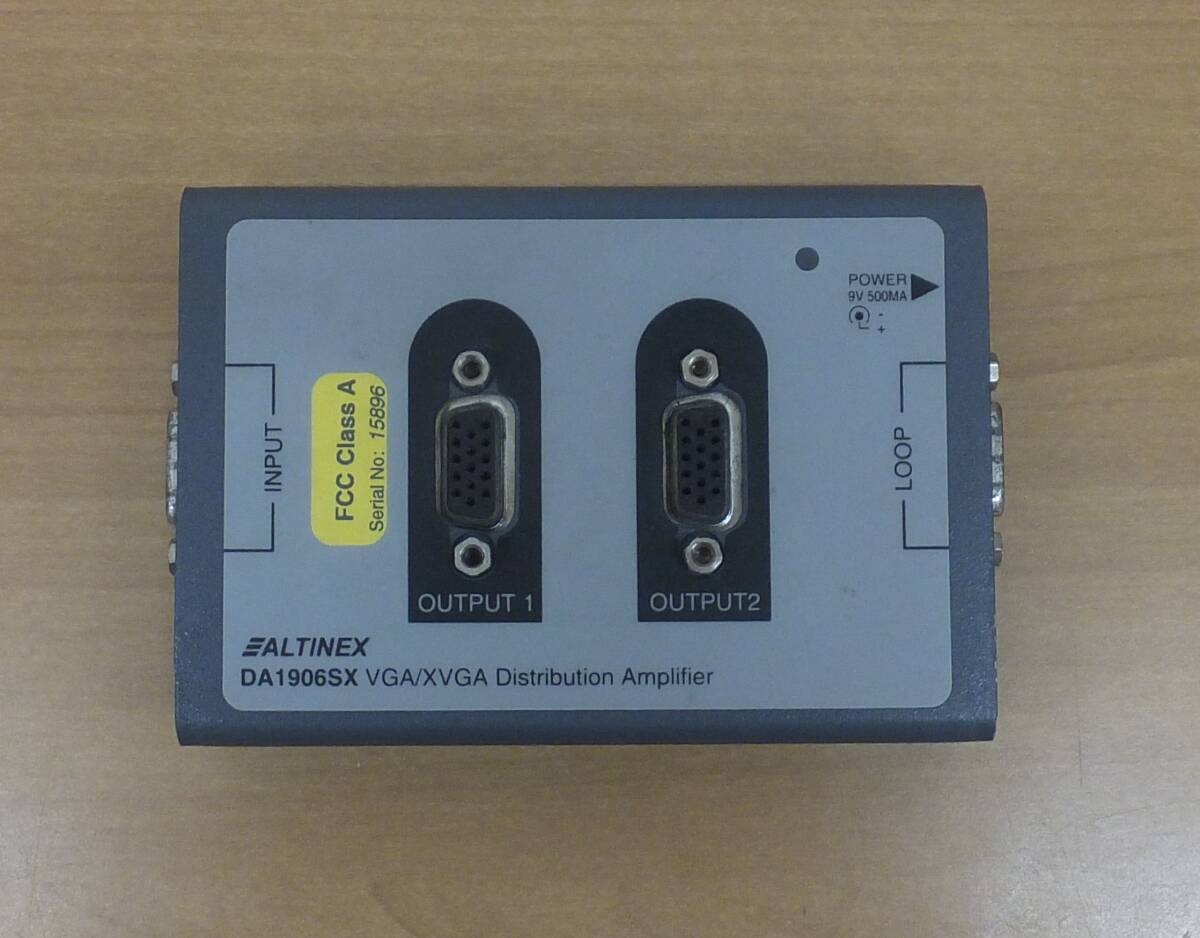 POWER
9V 500MA
-
+
INPUT
FCC Class A
Serial No: 15896
LOOP
OUTPUT 1
OUTPUT2
ALTINEX
DA1906SX VGA/XVGA Distribution Amplifier